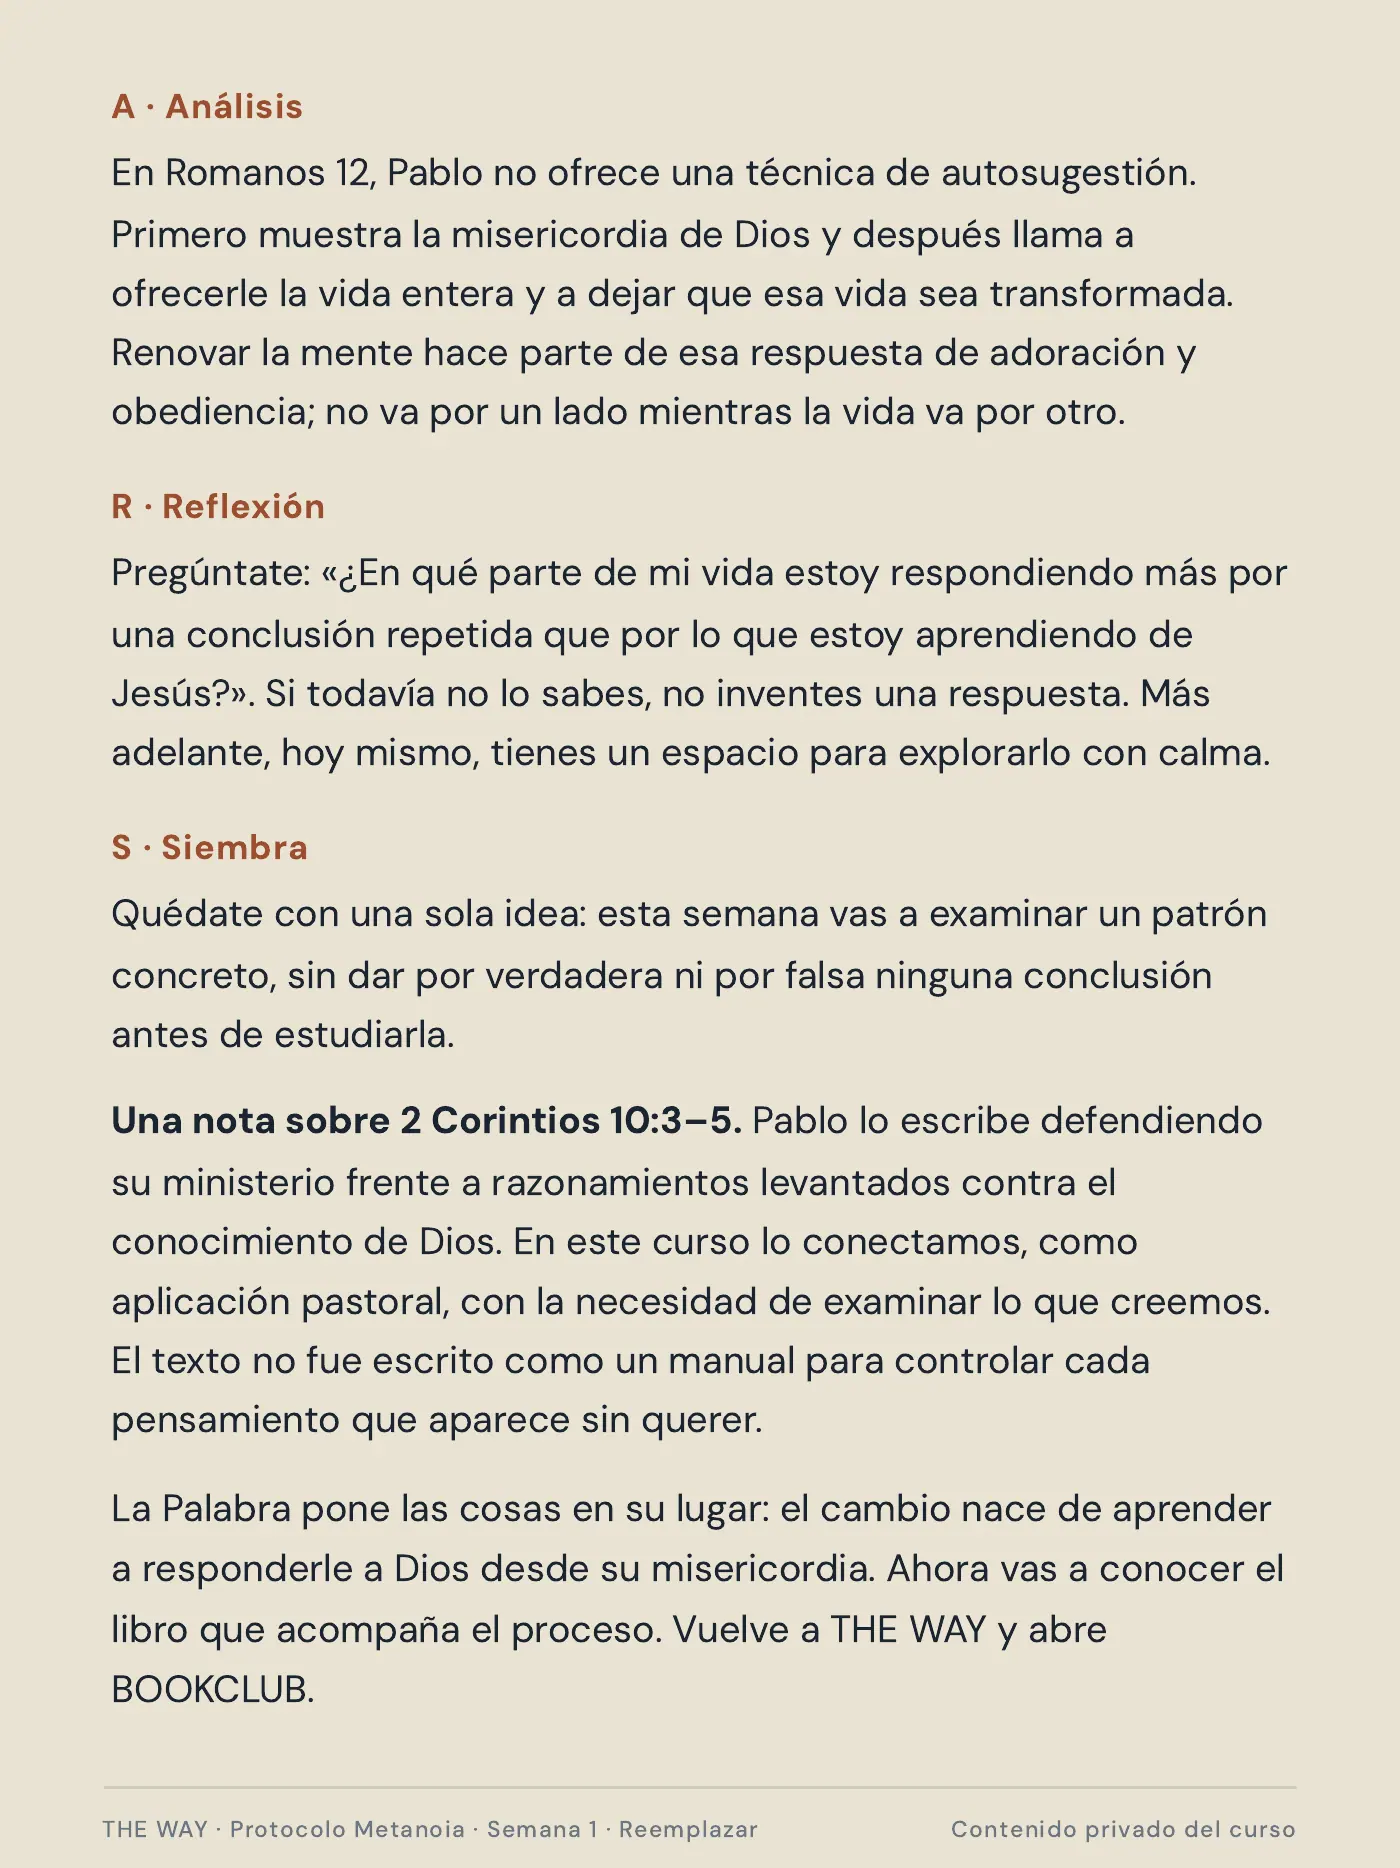 A · Análisis
En Romanos 12, Pablo no ofrece una técnica de autosugestión.
Primero muestra la misericordia de Dios y después llama a
ofrecerle la vida entera y a dejar que esa vida sea transformada.
Renovar la mente hace parte de esa respuesta de adoración y
obediencia; no va por un lado mientras la vida va por otro.
R · Reflexión
Pregúntate: «¿En qué parte de mi vida estoy respondiendo más por
una conclusión repetida que por lo que estoy aprendiendo de
Jesús?». Si todavía no lo sabes, no inventes una respuesta. Más
adelante, hoy mismo, tienes un espacio para explorarlo con calma.
S · Siembra
Quédate con una sola idea: esta semana vas a examinar un patrón
concreto, sin dar por verdadera ni por falsa ninguna conclusión
antes de estudiarla.
Una nota sobre 2 Corintios 10:3–5. Pablo lo escribe defendiendo
su ministerio frente a razonamientos levantados contra el
conocimiento de Dios. En este curso lo conectamos, como
aplicación pastoral, con la necesidad de examinar lo que creemos.
El texto no fue escrito como un manual para controlar cada
pensamiento que aparece sin querer.
La Palabra pone las cosas en su lugar: el cambio nace de aprender
a responderle a Dios desde su misericordia. Ahora vas a conocer el
libro que acompaña el proceso. Vuelve a THE WAY y abre
BOOKCLUB.
THE WAY · Protocolo Metanoia · Semana 1 · Reemplazar
Contenido privado del curso